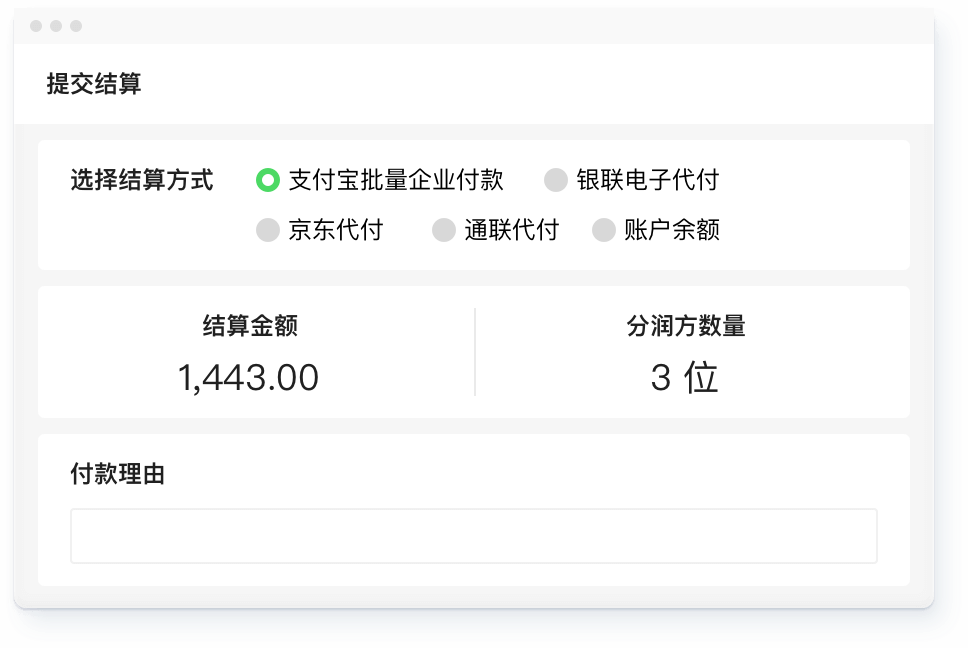 提交结算
选择结算方式 支付宝批量企业付款 银联电子代付
京东代付 通联代付 账户余额
结算金额 分润方数量
1,443.00 3 位
付款理由